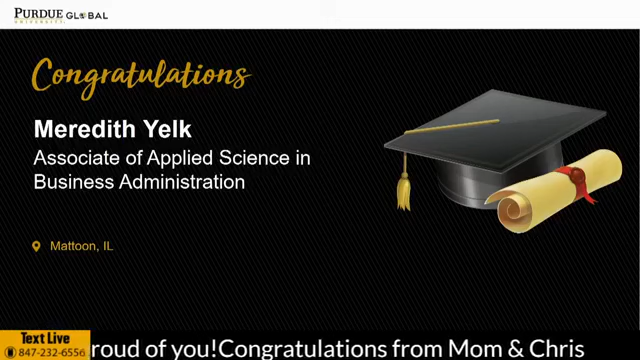 PURDUE GLOBAL
UNIVERSITY
Congratulations
Meredith Yelk
Associate of Applied Science in
Business Administration
Mattoon, IL
Text Live
847-232-6556
roud of you!Congratulations from Mom & Chris